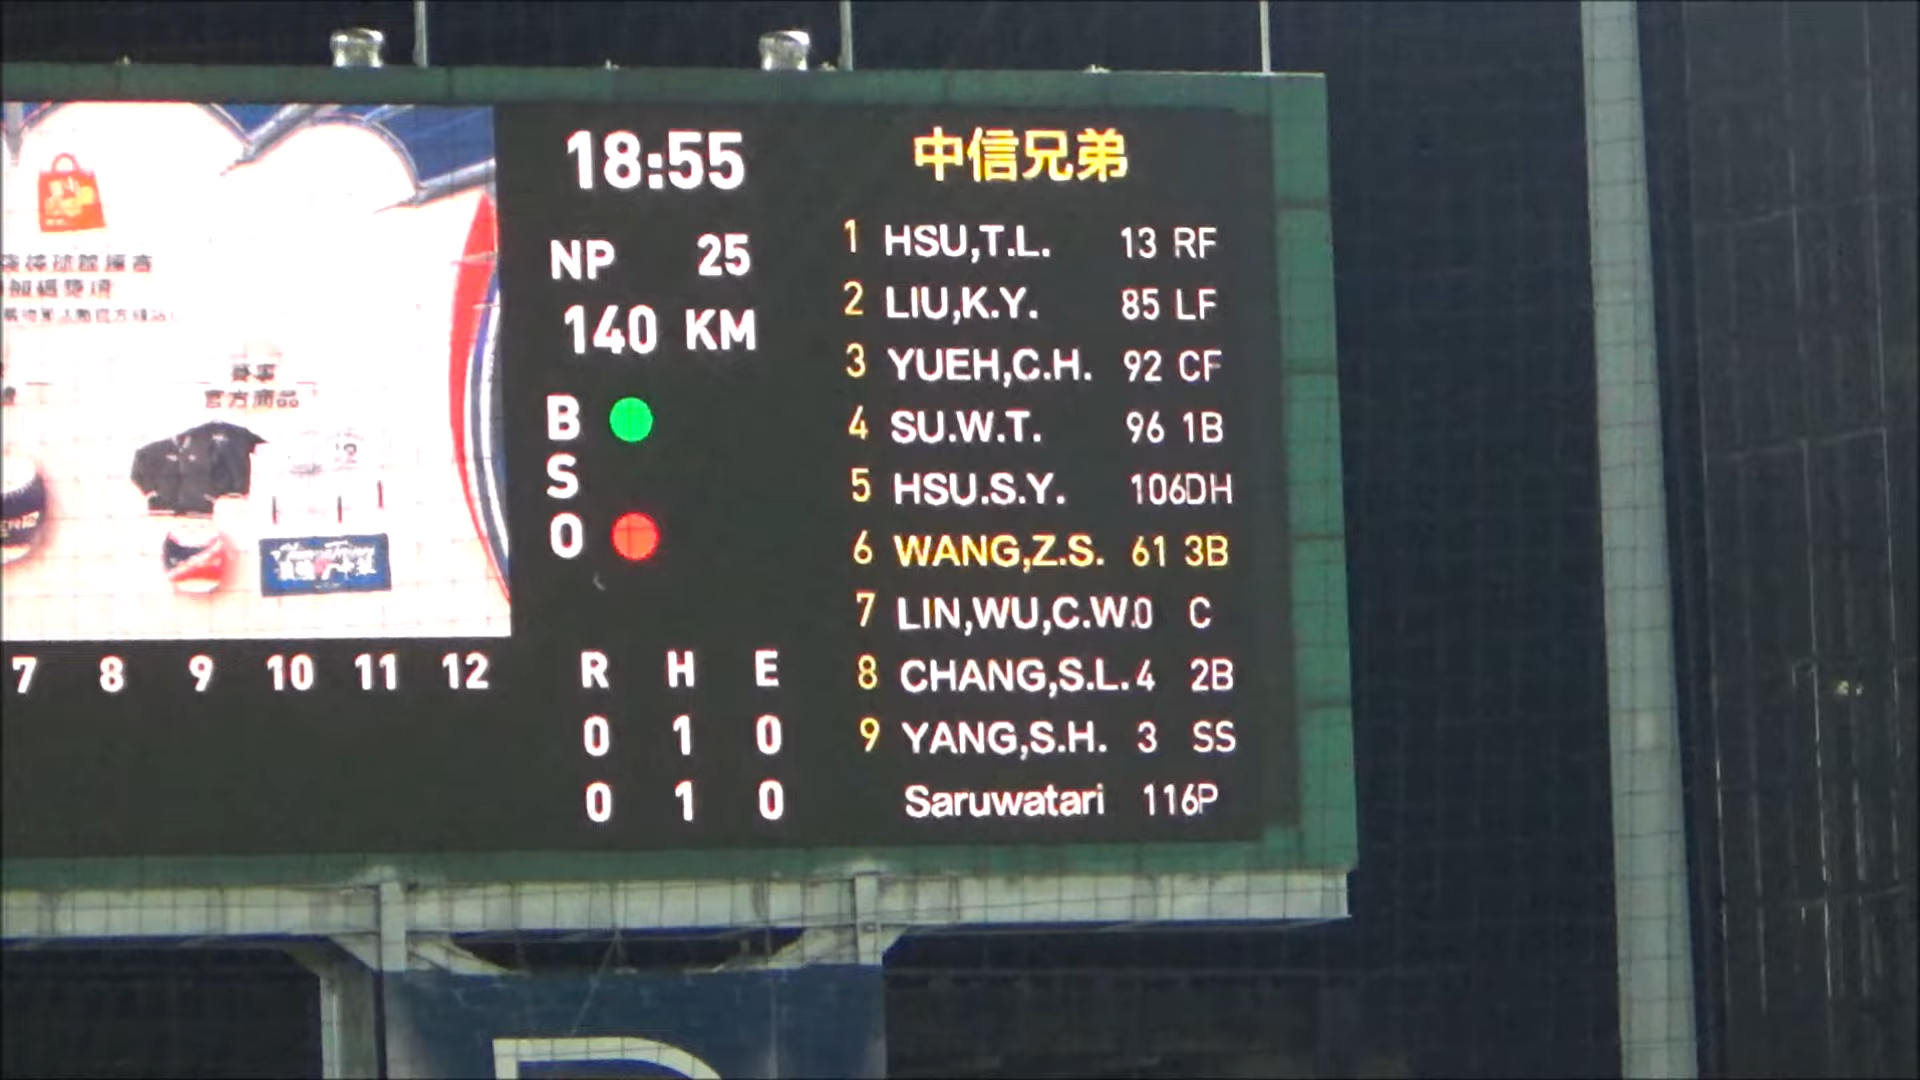 18:55
NP 25
140 KM
B
S
O
中信兄弟
1 HSU,T.L. 13 RF
2 LIU,K.Y. 85 LF
3 YUEH,C.H. 92 CF
4 SU.W.T. 96 1B
5 HSU.S.Y. 106DH
6 WANG,Z.S. 61 3B
7 LIN,WU,C.W.0 C
8 CHANG,S.L. 4 2B
9 YANG,S.H. 3 SS
Saruwatari 116P
7 8 9 10 11 12 R H E
0 1 0
0 1 0
官方商品